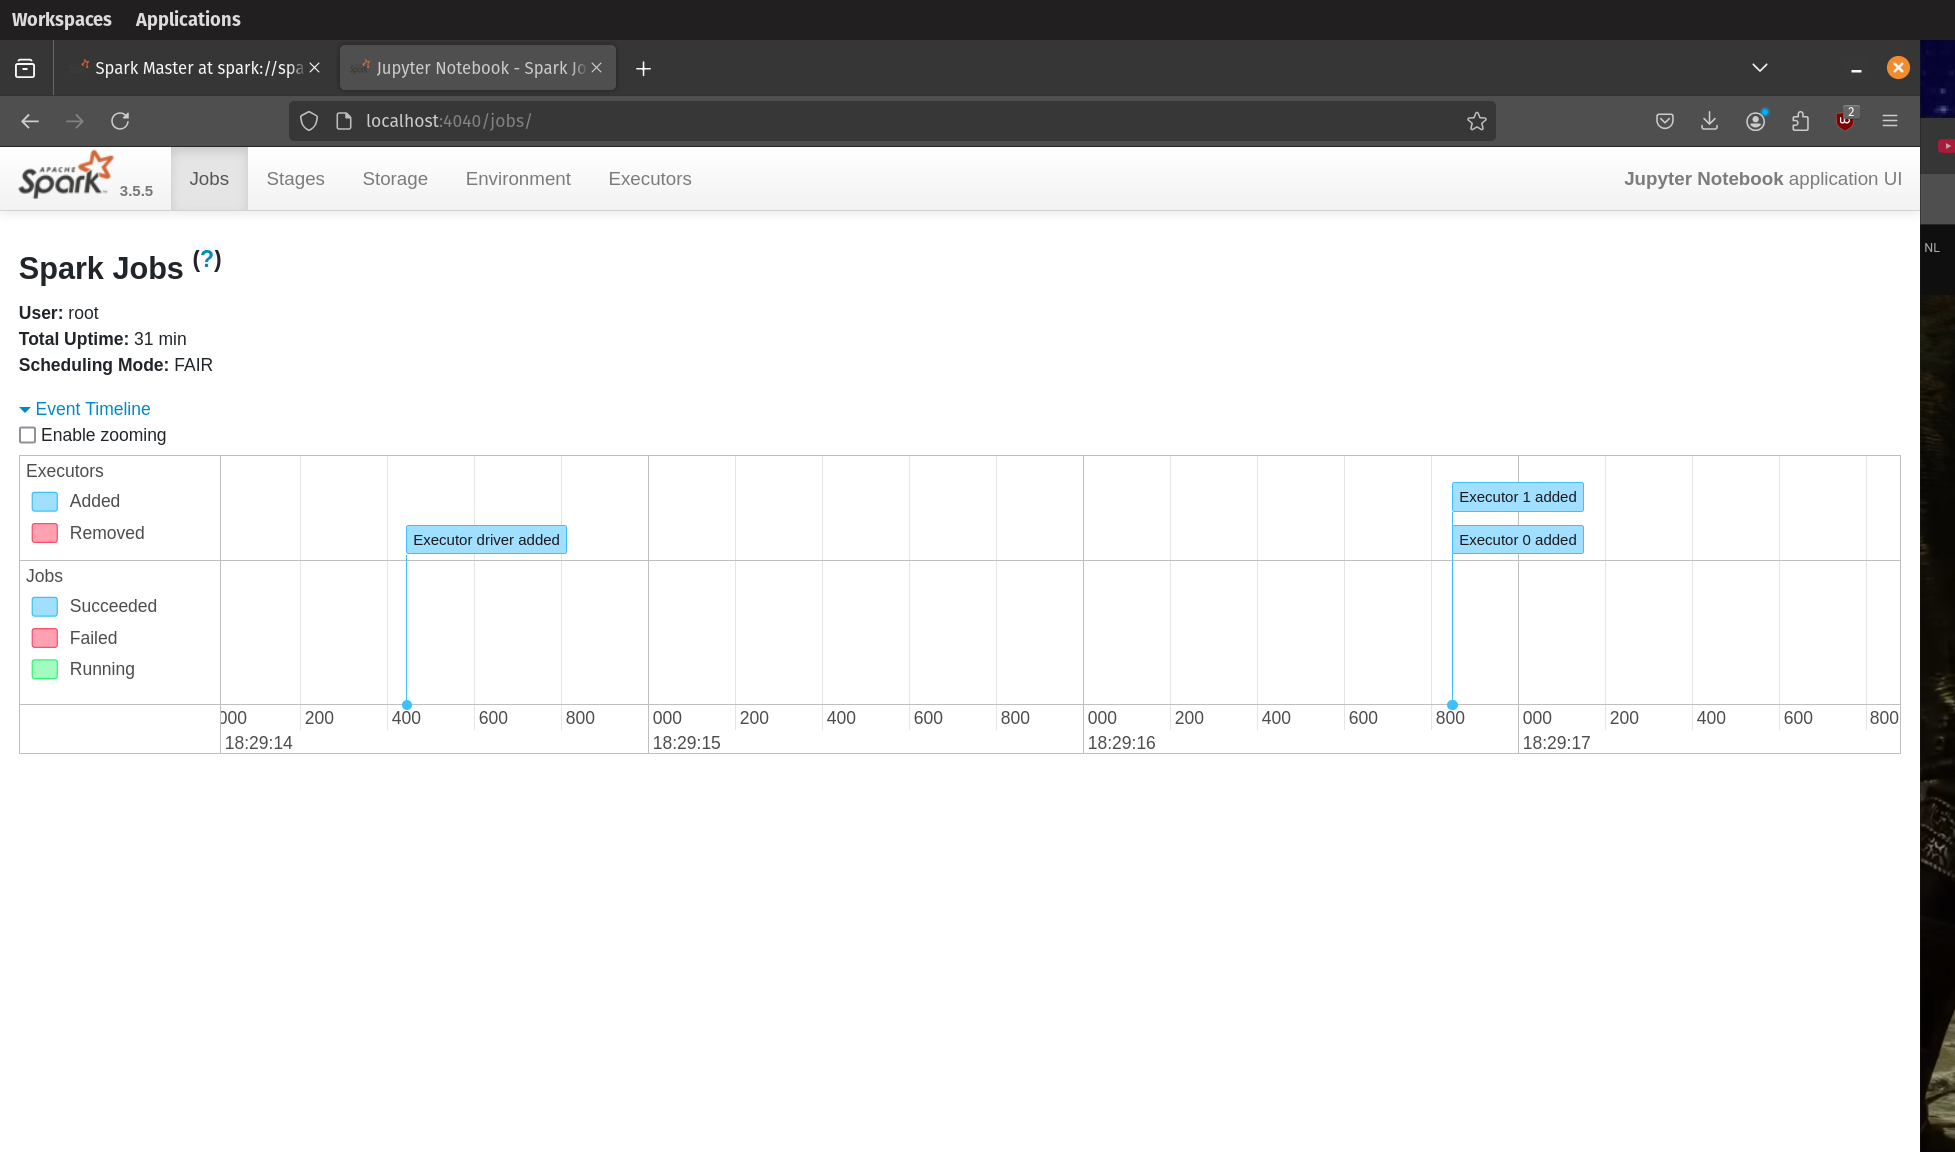 Workspaces Applications
Spark Master at spark://spa
Jupyter Notebook - Spark Jo
localhost:4040/jobs/
2
APACHE
Spark 3.5.5
Jobs Stages Storage Environment Executors
Jupyter Notebook application UI
NL
Spark Jobs (?)
User: root
Total Uptime: 31 min
Scheduling Mode: FAIR
Event Timeline
Enable zooming
Executors
Added
Removed
Executor driver added
Executor 1 added
Executor 0 added
Jobs
Succeeded
Failed
Running
000 200 400 600 800 000 200 400 600 800 000 200 400 600 800 000 200 400 600 800
18:29:14 18:29:15 18:29:16 18:29:17